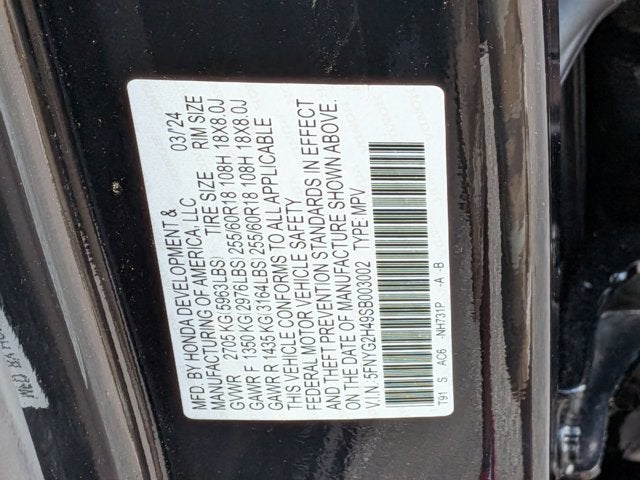 MFD. BY HONDA DEVELOPMENT & 03/'24
MANUFACTURING OF AMERICA, LLC
GVWR 2705 KG(5963LBS) TIRE SIZE RIM SIZE
GAWR F 1350 KG(2976LBS) 255/60R18 108H 18X8.0J
GAWR R 1435 KG(3164LBS) 255/60R18 108H 18X8.0J
THIS VEHICLE CONFORMS TO ALL APPLICABLE
FEDERAL MOTOR VEHICLE SAFETY
AND THEFT PREVENTION STANDARDS IN EFFECT
ON THE DATE OF MANUFACTURE SHOWN ABOVE.
V.I.N. 5FNYG2H49SB003002 TYPE MPV
T91 S AC6 -NH731P -A -B